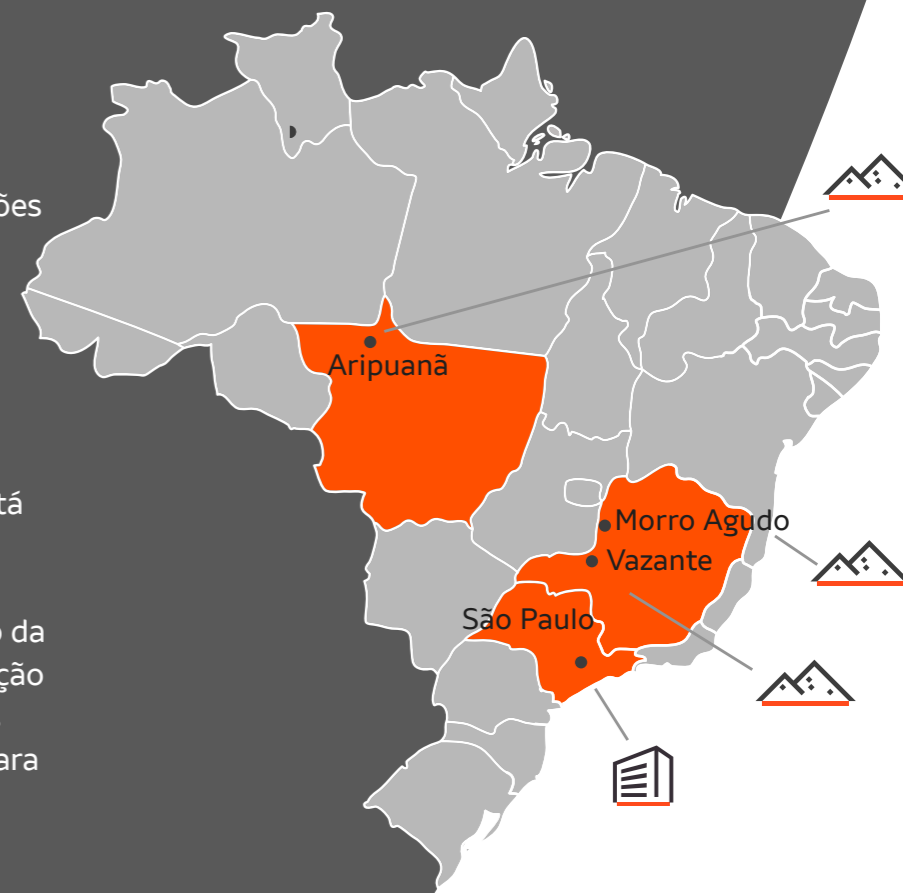 ões
Aripuanã
tá
Morro Agudo
Vazante
São Paulo
o da
ção
ara